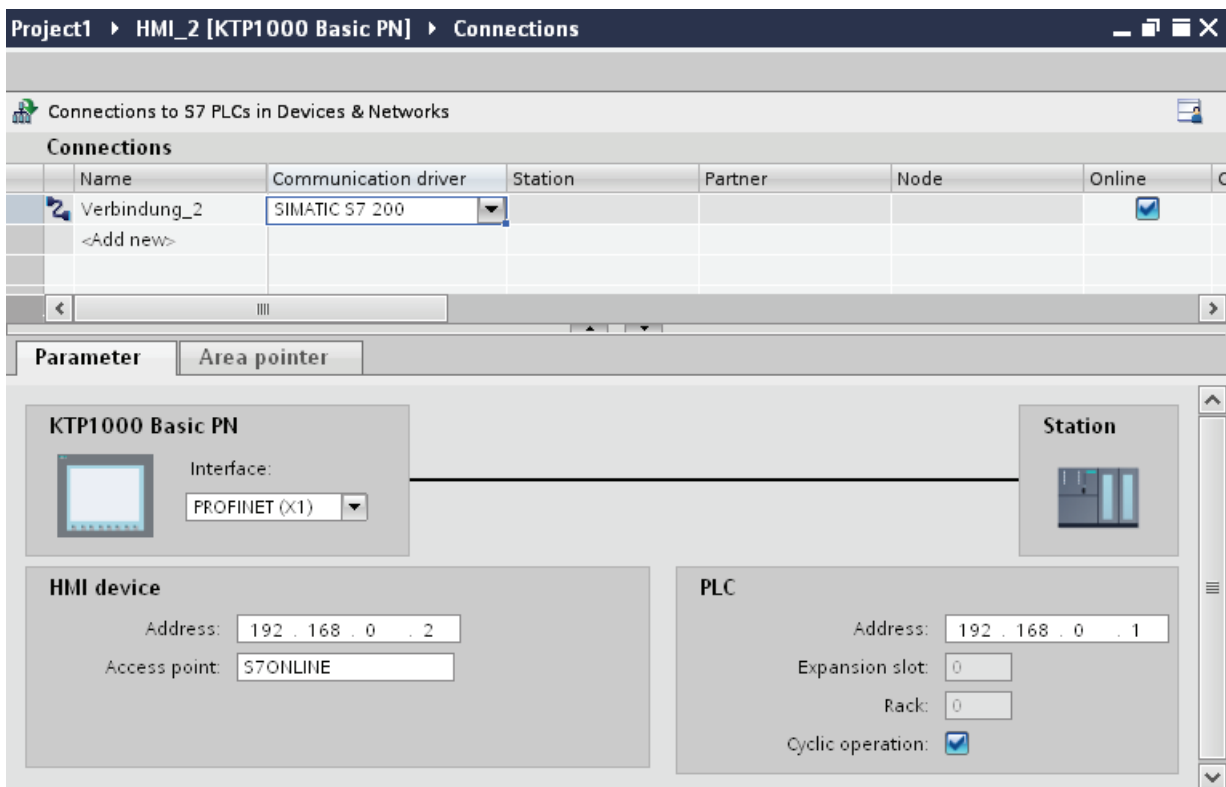 Project1 ▸ HMI_2 [KTP1000 Basic PN] ▸ Connections
Connections to S7 PLCs in Devices & Networks
Connections
Name Communication driver Station Partner Node Online
Verbindung_2 SIMATIC S7 200
<Add new>
Parameter Area pointer
KTP1000 Basic PN
Interface:
PROFINET (X1)
Station
HMI device
Address: 192 . 168 . 0 . 2
Access point: S7ONLINE
PLC
Address: 192 . 168 . 0 . 1
Expansion slot: 0
Rack: 0
Cyclic operation: